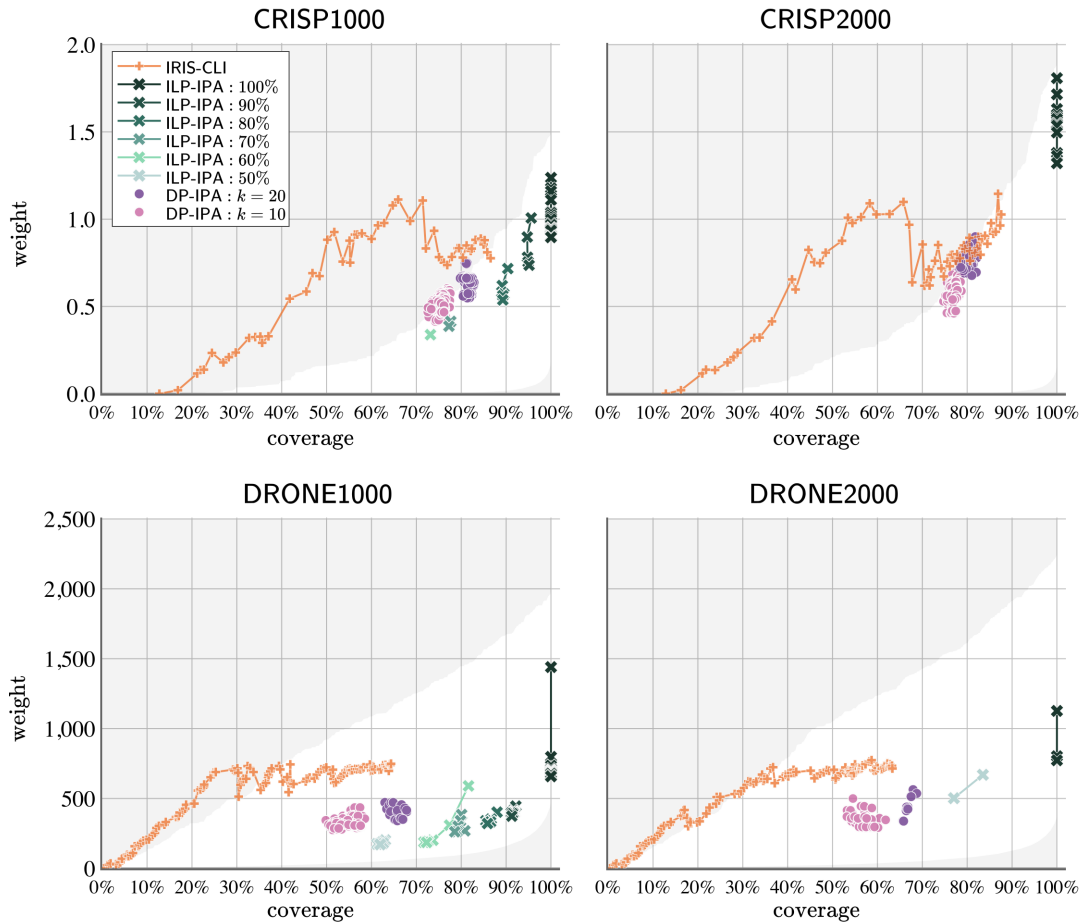 CRISP1000
CRISP2000
weight
2.0
1.5
1.0
0.5
0.0
IRIS-CLI
ILP-IPA : 100%
ILP-IPA : 90%
ILP-IPA : 80%
ILP-IPA : 70%
ILP-IPA : 60%
ILP-IPA : 50%
DP-IPA : k = 20
DP-IPA : k = 10
0% 10% 20% 30% 40% 50% 60% 70% 80% 90% 100%
0% 10% 20% 30% 40% 50% 60% 70% 80% 90% 100%
coverage
coverage
DRONE1000
DRONE2000
weight
2,500
2,000
1,500
1,000
500
0
0% 10% 20% 30% 40% 50% 60% 70% 80% 90% 100%
0% 10% 20% 30% 40% 50% 60% 70% 80% 90% 100%
coverage
coverage